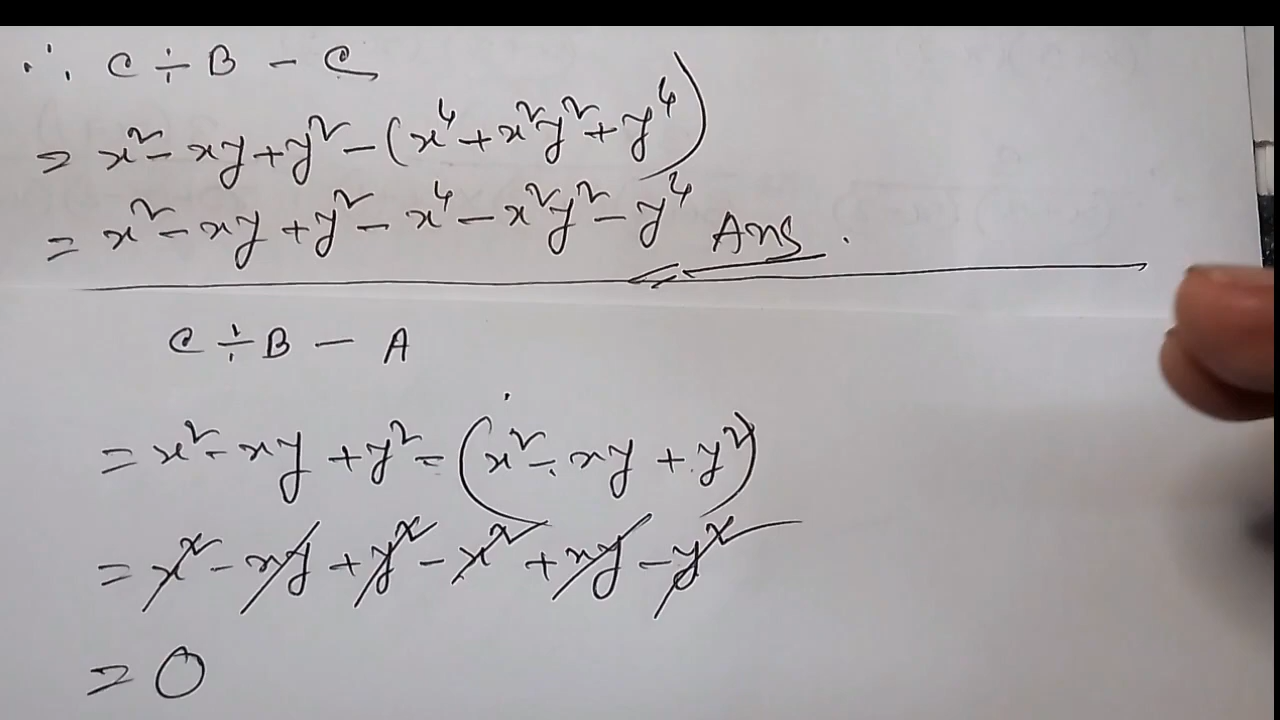 ∴ C ÷ B - C
= x² - xy + y² - (x⁴ + x²y² + y⁴)
= x² - xy + y² - x⁴ - x²y² - y⁴ Ans.
C ÷ B - A
= x² - xy + y² - (x² - xy + y²)
= x² - xy + y² - x² + xy - y²
= 0